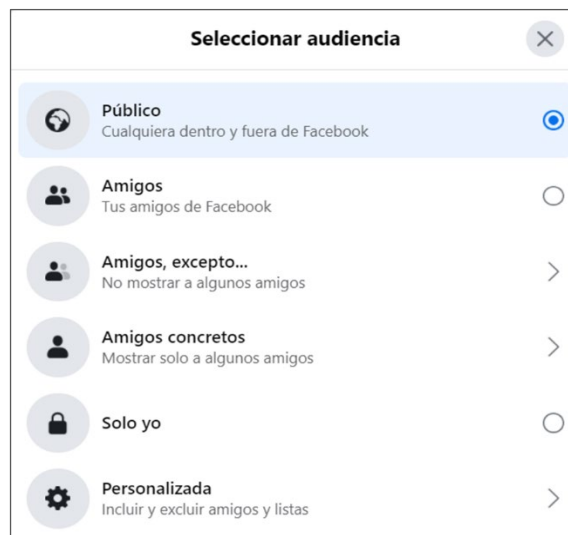 Seleccionar audiencia
Público
Cualquiera dentro y fuera de Facebook
Amigos
Tus amigos de Facebook
Amigos, excepto...
No mostrar a algunos amigos
Amigos concretos
Mostrar solo a algunos amigos
Solo yo
Personalizada
Incluir y excluir amigos y listas